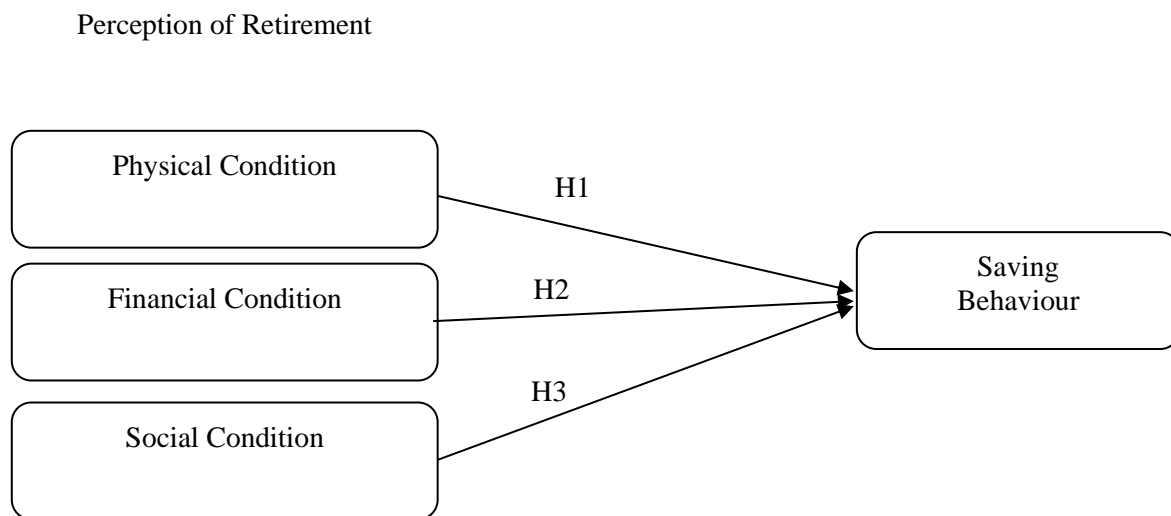 Perception of Retirement
Physical Condition
H1
Financial Condition
H2
Saving
Behaviour
H3
Social Condition